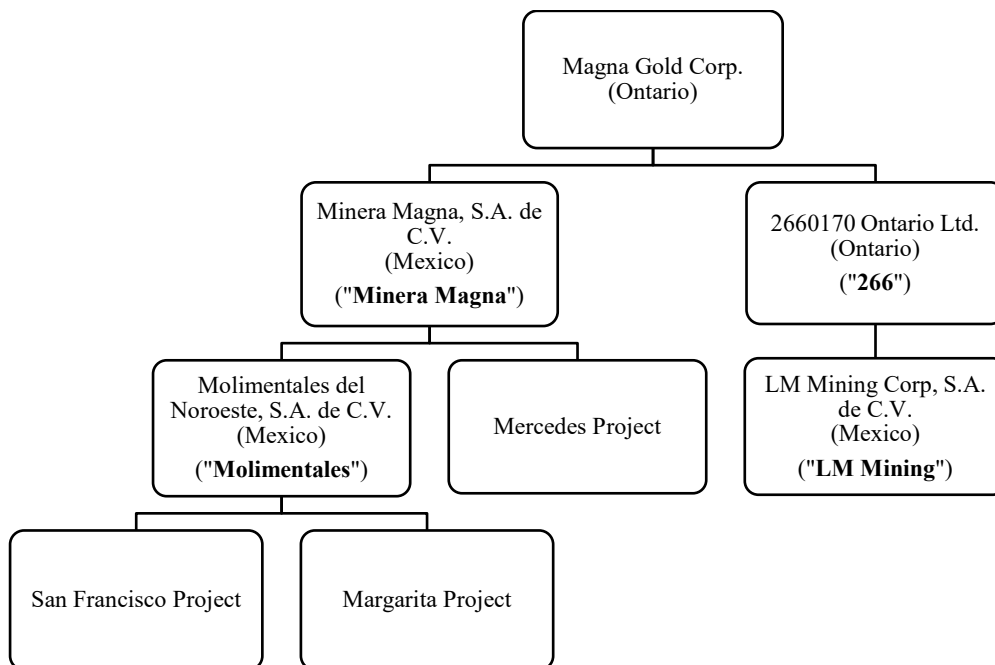 Magna Gold Corp.
(Ontario)
Minera Magna, S.A. de
C.V.
(Mexico)
("Minera Magna")
2660170 Ontario Ltd.
(Ontario)
("266")
Molimentales del
Noroeste, S.A. de C.V.
(Mexico)
("Molimentales")
Mercedes Project
LM Mining Corp, S.A.
de C.V.
(Mexico)
("LM Mining")
San Francisco Project
Margarita Project